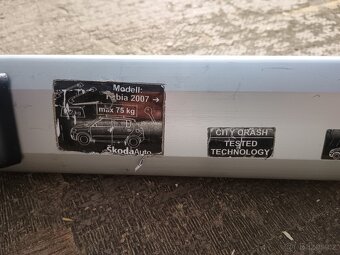 Modell:
Fabia 2007 →
max 75 kg
ŠkodaAuto
CITY CRASH
TESTED
TECHNOLOGY